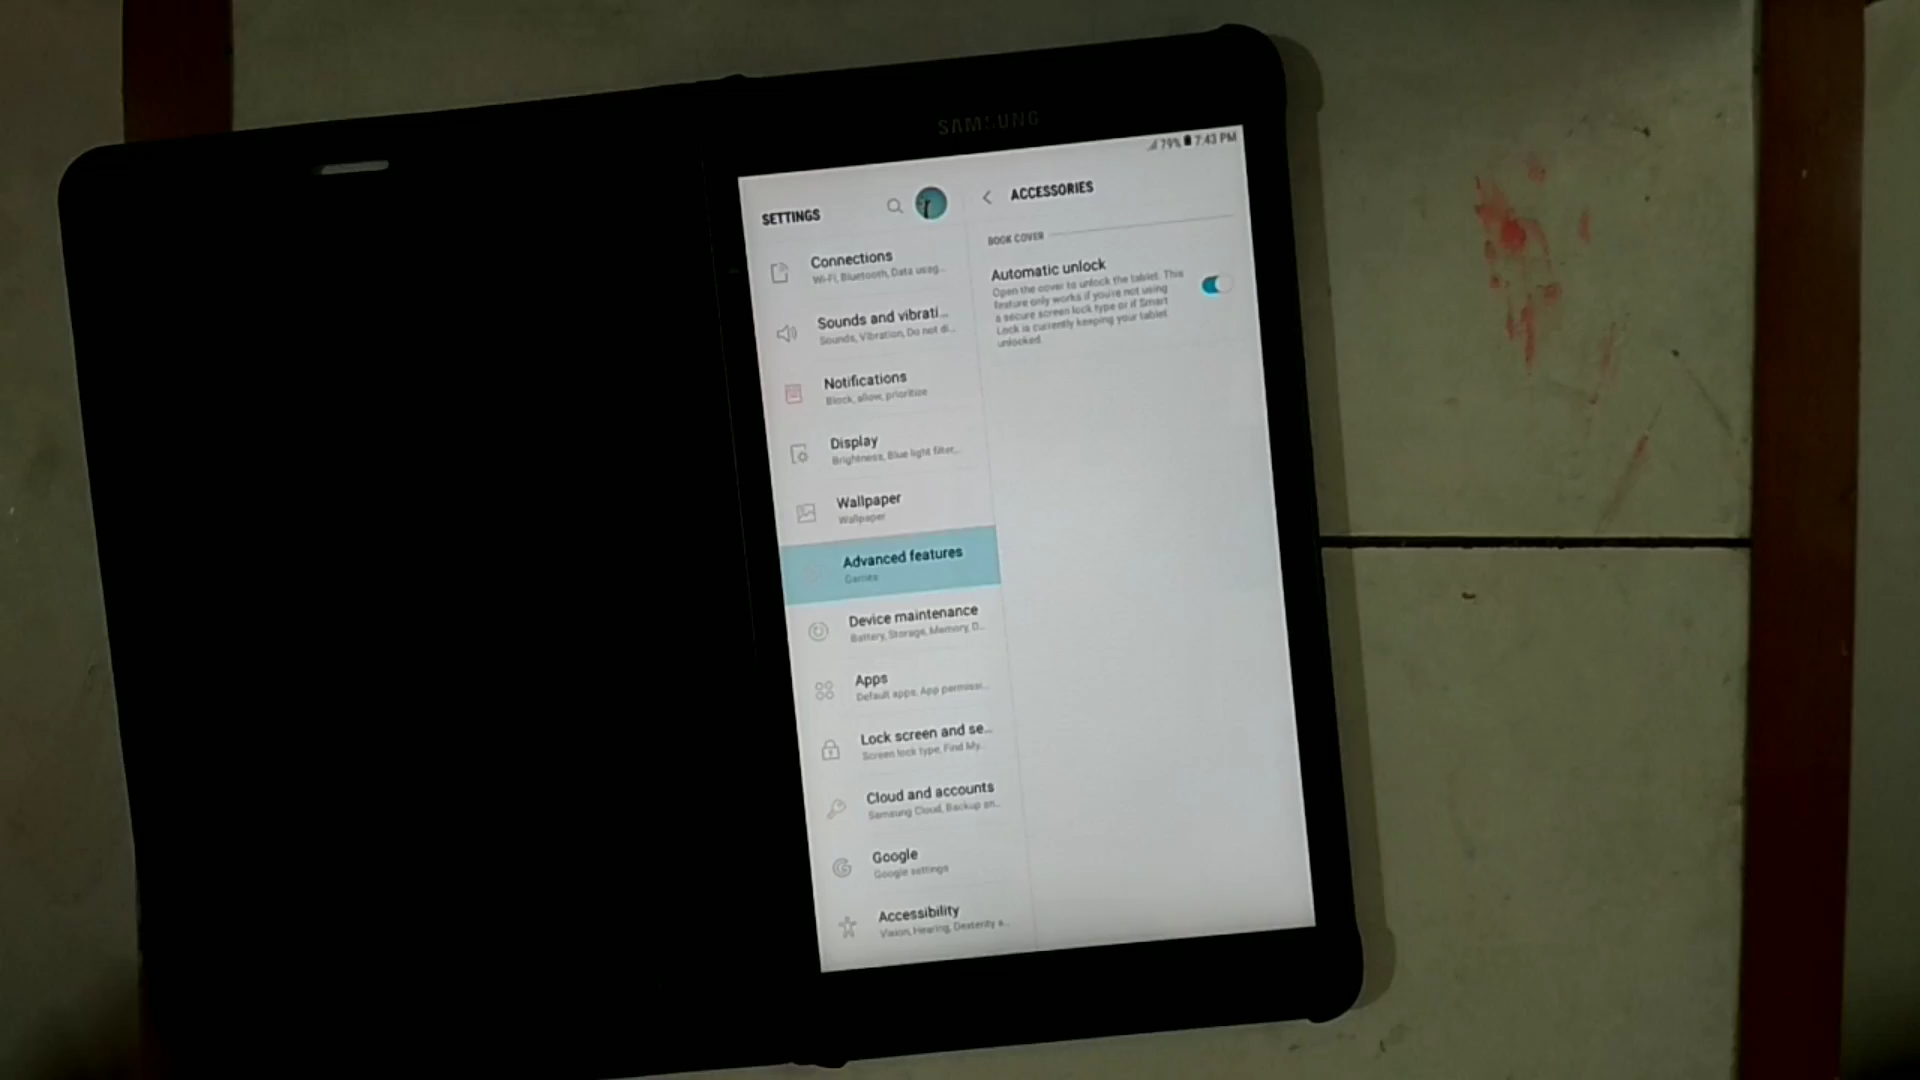 SAMSUNG
79% 7:43 PM
SETTINGS
Connections
Wi-Fi, Bluetooth, Data usag...
Sounds and vibrati...
Sounds, Vibration, Do not di...
Notifications
Block, allow, prioritise
Display
Brightness, Blue light filter,...
Wallpaper
Wallpaper
Advanced features
Games
Device maintenance
Battery, Storage, Memory, D...
Apps
Default apps, App permissi...
Lock screen and se...
Screen lock type, Find My...
Cloud and accounts
Samsung Cloud, Backup an...
Google
Google settings
Accessibility
Vision, Hearing, Dexterity a...
ACCESSORIES
BOOK COVER
Automatic unlock
Open the cover to unlock the tablet. This
feature only works if you're not using
a secure screen lock type or if Smart
Lock is currently keeping your tablet
unlocked.